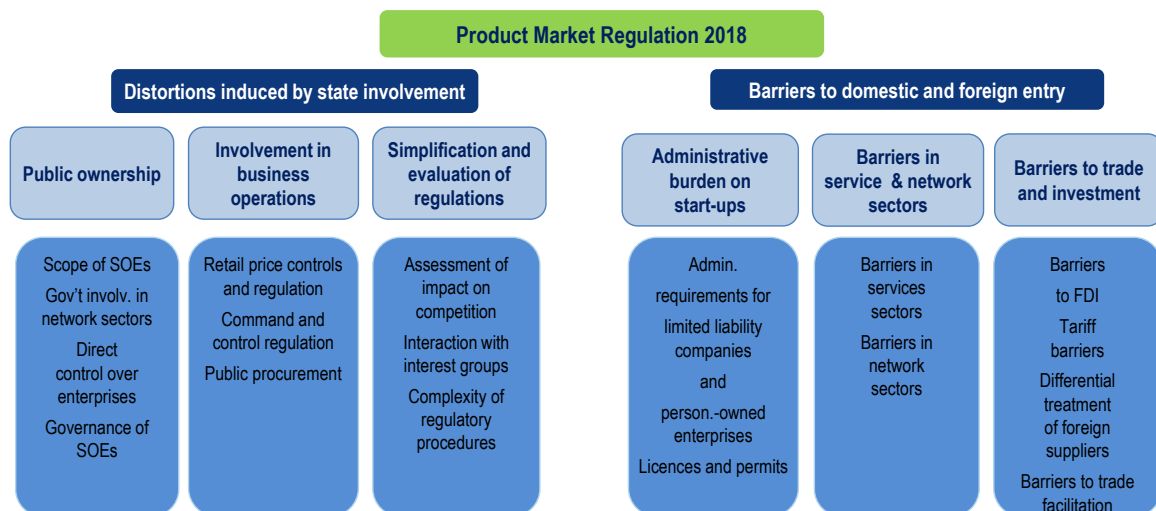 Product Market Regulation 2018
Distortions induced by state involvement
Barriers to domestic and foreign entry
Public ownership
Involvement in
business
operations
Simplification and
evaluation of
regulations
Administrative
burden on
start-ups
Barriers in
service & network
sectors
Barriers to trade
and investment
Scope of SOEs
Gov't involv. in
network sectors
Direct
control over
enterprises
Governance of
SOEs
Retail price controls
and regulation
Command and
control regulation
Public procurement
Assessment of
impact on
competition
Interaction with
interest groups
Complexity of
regulatory
procedures
Admin.
requirements for
limited liability
companies
and
person.-owned
enterprises
Licences and permits
Barriers in
services
sectors
Barriers in
network
sectors
Barriers
to FDI
Tariff
barriers
Differential
treatment
of foreign
suppliers
Barriers to trade
facilitation